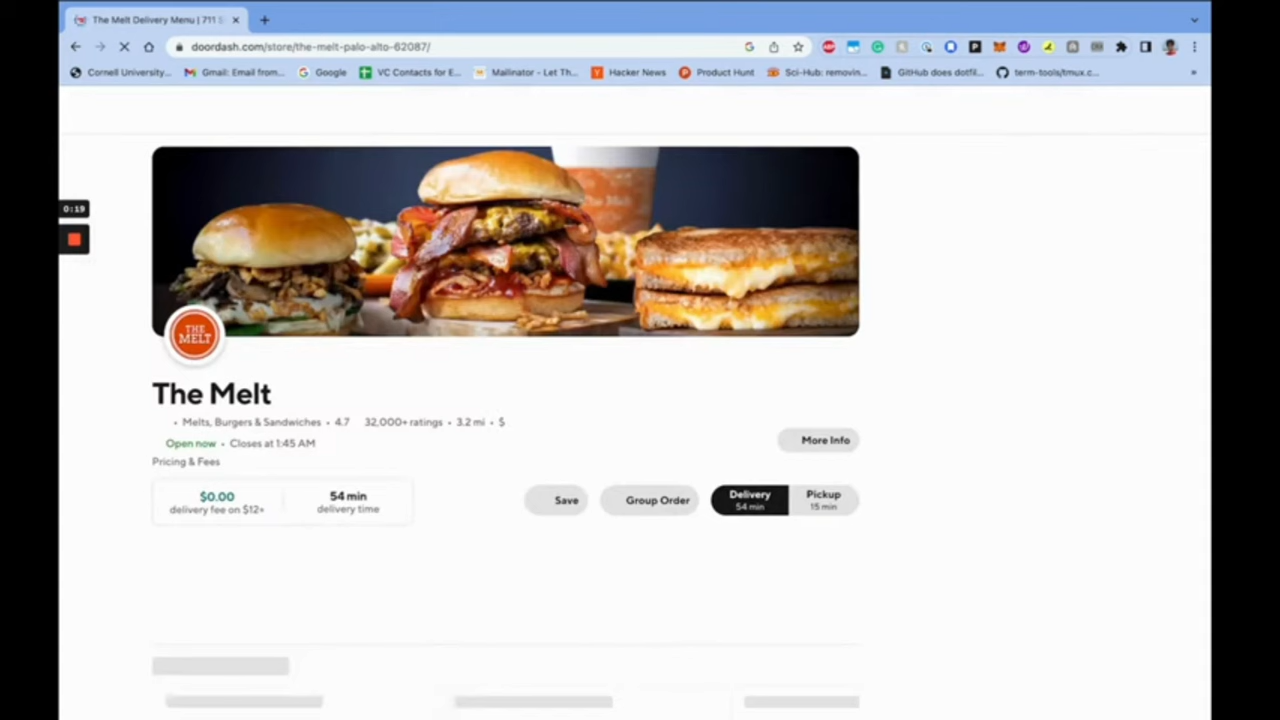 The Melt Delivery Menu | 711
doordash.com/store/the-melt-palo-alto-62087/
Cornell University... Gmail: Email from... Google VC Contacts for E... Mailinator - Let Th... Hacker News Product Hunt Sci-Hub: removin... GitHub does dotfil... term-tools/tmux.c... »
0:19
The Melt
THE
MELT
The Melt
• Melts, Burgers & Sandwiches • 4.7 32,000+ ratings • 3.2 mi • $
More Info
Open now • Closes at 1:45 AM
Pricing & Fees
$0.00
delivery fee on $12+
54 min
delivery time
Save
Group Order
Delivery
54 min
Pickup
15 min